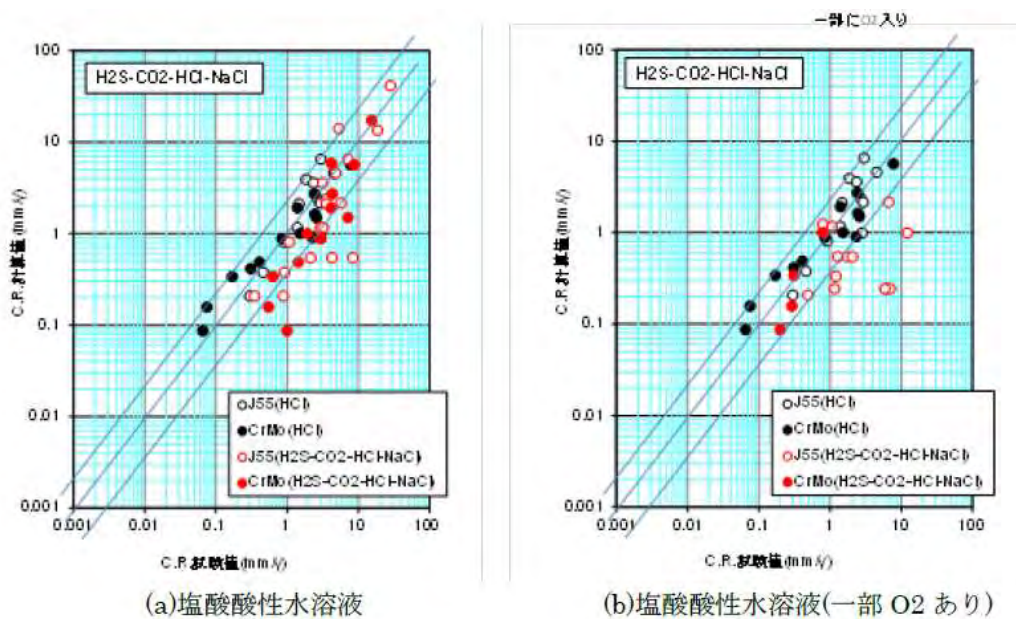 一部にO2入り
H2S-CO2-HCl-NaCl
100
10
1
0.1
0.01
0.001
C.R.計算値(mm/y)
J55(HCl)
CrMo(HCl)
J55(H2S-CO2-HCl-NaCl)
CrMo(H2S-CO2-HCl-NaCl)
0.001 0.01 0.1 1 10 100
C.R.試験値(mm/y)
(a)塩酸酸性水溶液
H2S-CO2-HCl-NaCl
100
10
1
0.1
0.01
0.001
C.R.計算値(mm/y)
J55(HCl)
CrMo(HCl)
J55(H2S-CO2-HCl-NaCl)
CrMo(H2S-CO2-HCl-NaCl)
0.001 0.01 0.1 1 10 100
C.R.試験値(mm/y)
(b)塩酸酸性水溶液(一部 O2 あり)